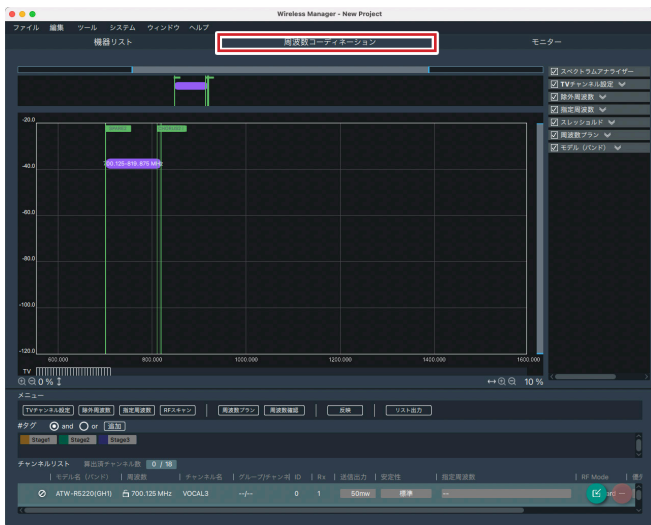 Wireless Manager - New Project
ファイル 編集 ツール システム ウィンドウ ヘルプ
機器リスト 周波数コーディネーション モニター
スペクトラムアナライザー
TVチャンネル設定
除外周波数
指定周波数
スレッショルド
周波数プラン
モデル (バンド)
-20.0
700.125-819.875 MHz
-40.0
-60.0
-80.0
-100.0
-120.0
600.000 800.000 1000.000 1200.000 1400.000 1600.000
TV
0 % 10 %
メニュー
TVチャンネル設定 除外周波数 指定周波数 RFスキャン 周波数プラン 周波数確認 反映 リスト出力
#タグ and or 追加
Stage1 Stage2 Stage3
チャンネルリスト 算出済チャンネル数 0 / 18
モデル名 (バンド) 周波数 チャンネル名 グループ/チャンネ ID Rx 送信出力 安定性 指定周波数 RF Mode
ATW-RS220(GH1) 700.125 MHz VOCAL3 --/-- 0 1 50mw 標準 --